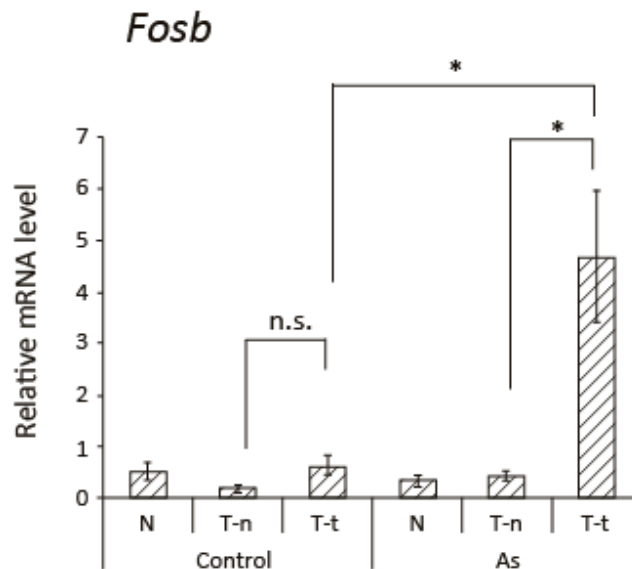 Fosb
*
*
n.s.
Relative mRNA level
7
6
5
4
3
2
1
0
N T-n T-t N T-n T-t
Control As